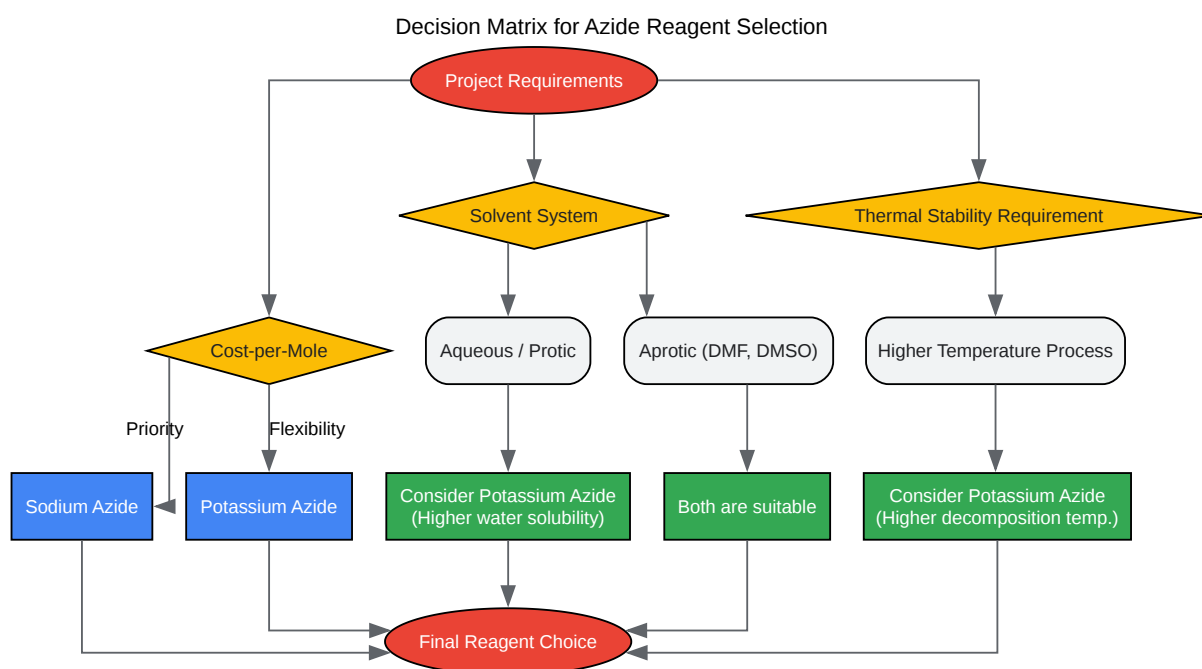 Decision Matrix for Azide Reagent Selection
Project Requirements
Solvent System
Thermal Stability Requirement
Cost-per-Mole
Aqueous / Protic
Aprotic (DMF, DMSO)
Higher Temperature Process
Priority
Flexibility
Sodium Azide
Potassium Azide
Consider Potassium Azide
(Higher water solubility)
Both are suitable
Consider Potassium Azide
(Higher decomposition temp.)
Final Reagent Choice